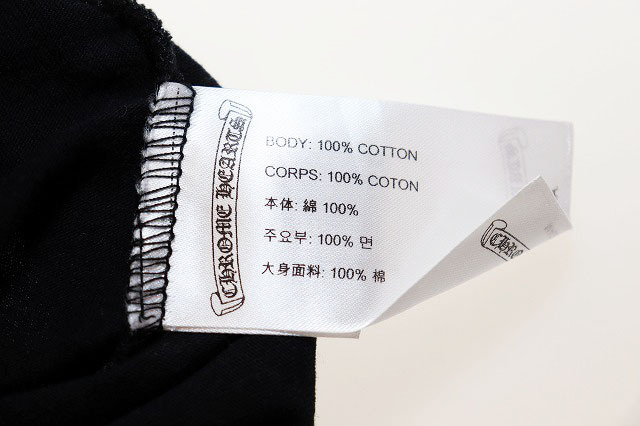 CHROME HEARTS
BODY: 100% COTTON
CORPS: 100% COTON
本体: 綿 100%
주요부: 100% 면
大身面料: 100% 棉